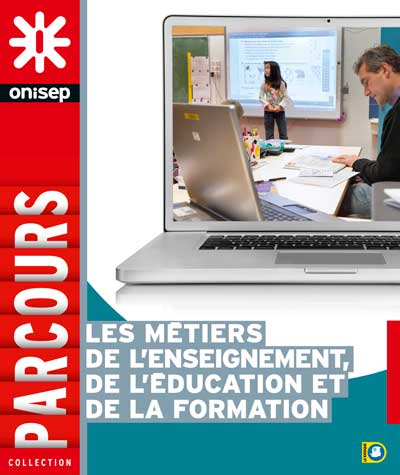 onisep
PARCOURS
COLLECTION
LES MÉTIERS
DE L'ENSEIGNEMENT,
DE L'ÉDUCATION ET
DE LA FORMATION